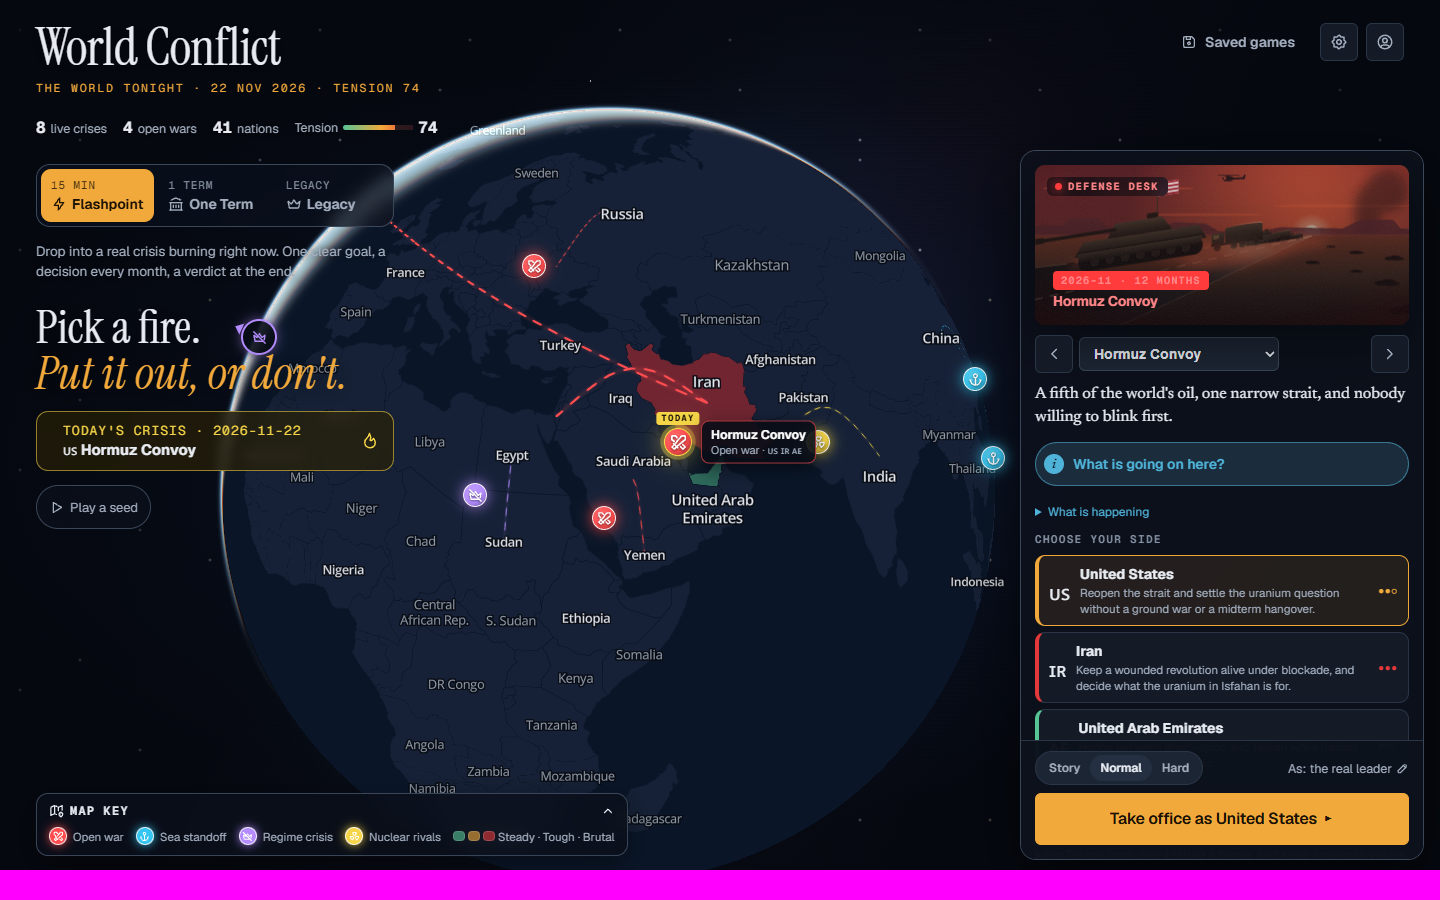 World Conflict
THE WORLD TONIGHT · 22 NOV 2026 · TENSION 74
8 live crises 4 open wars 41 nations Tension 74
Saved games
15 MIN
Flashpoint
1 TERM
One Term
LEGACY
Legacy
Drop into a real crisis burning right now. One clear goal, a
decision every month, a verdict at the end.
Pick a fire.
Put it out, or don't.
TODAY'S CRISIS · 2026-11-22
US Hormuz Convoy
Play a seed
Greenland
Sweden
Russia
Kazakhstan
Mongolia
France
Spain
Turkmenistan
China
Turkey
Afghanistan
Morocco
Iran
Iraq
Pakistan
TODAY
Hormuz Convoy
Open war · US IR AE
Libya
Egypt
Saudi Arabia
Myanmar
Thailand
India
Mali
Niger
United Arab
Emirates
Chad
Sudan
Yemen
Nigeria
Indonesia
Central
African Rep.
S. Sudan
Ethiopia
Somalia
DR Congo
Kenya
Tanzania
Angola
Zambia
Mozambique
Namibia
adagascar
MAP KEY
Open war
Sea standoff
Regime crisis
Nuclear rivals
Steady · Tough · Brutal
DEFENSE DESK
2026-11 · 12 MONTHS
Hormuz Convoy
Hormuz Convoy
A fifth of the world's oil, one narrow strait, and nobody
willing to blink first.
i What is going on here?
What is happening
CHOOSE YOUR SIDE
US
United States
Reopen the strait and settle the uranium question
without a ground war or a midterm hangover.
IR
Iran
Keep a wounded revolution alive under blockade, and
decide what the uranium in Isfahan is for.
United Arab Emirates
Story Normal Hard
As: the real leader
Take office as United States